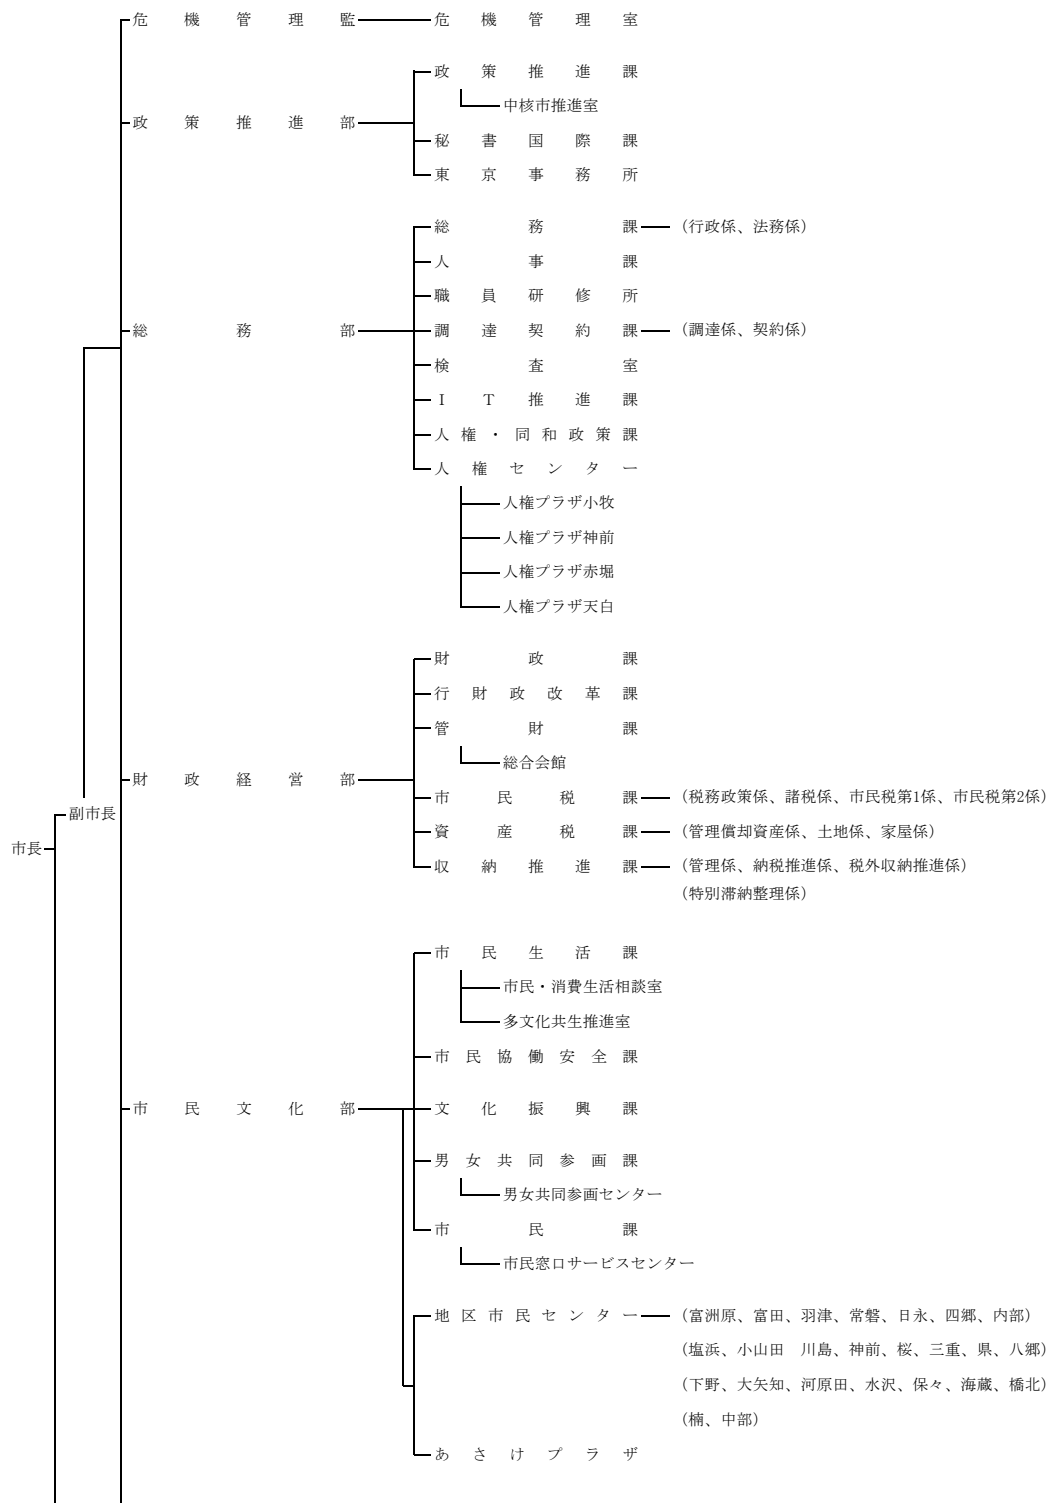 危機管理監 危機管理室
政策推進課
中核市推進室
政策推進部
秘書国際課
東京事務所
総務課 (行政係、法務係)
人事課
職員研修所
総務部 調達契約課 (調達係、契約係)
検査室
IT推進課
人権・同和政策課
人権センター
人権プラザ小牧
人権プラザ神前
人権プラザ赤堀
人権プラザ天白
財政課
行財政改革課
管財課
総合会館
財政経営部
市民税課 (税務政策係、諸税係、市民税第1係、市民税第2係)
副市長
資産税課 (管理償却資産係、土地係、家屋係)
市長
収納推進課 (管理係、納税推進係、税外収納推進係)
(特別滞納整理係)
市民生活課
市民・消費生活相談室
多文化共生推進室
市民協働安全課
市民文化部 文化振興課
男女共同参画課
男女共同参画センター
市民課
市民窓口サービスセンター
地区市民センター (富洲原、富田、羽津、常磐、日永、四郷、内部)
(塩浜、小山田 川島、神前、桜、三重、県、八郷)
(下野、大矢知、河原田、水沢、保々、海蔵、橋北)
(楠、中部)
あさけプラザ